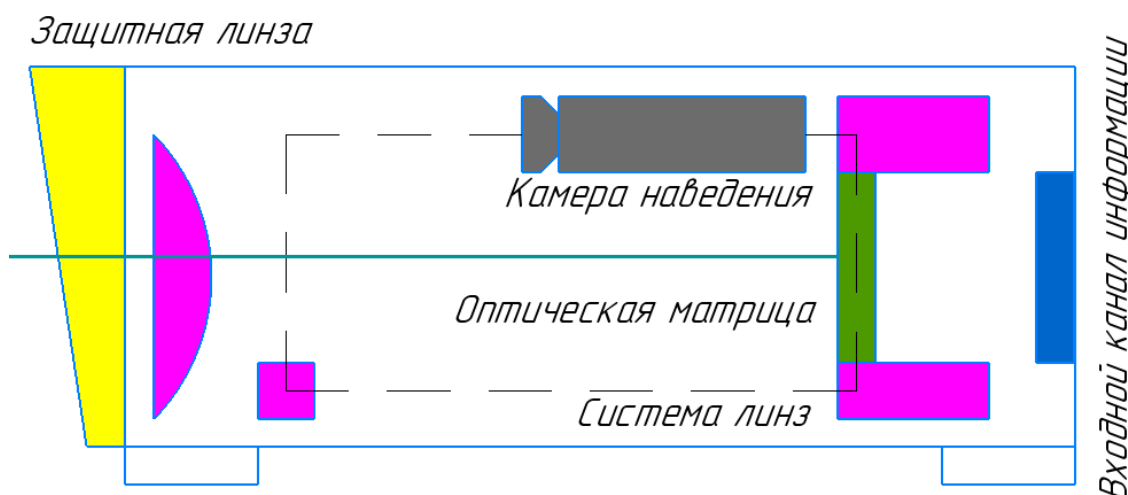 Защитная линза
Камера наведения
Оптическая матрица
Система линз
Входной канал информации